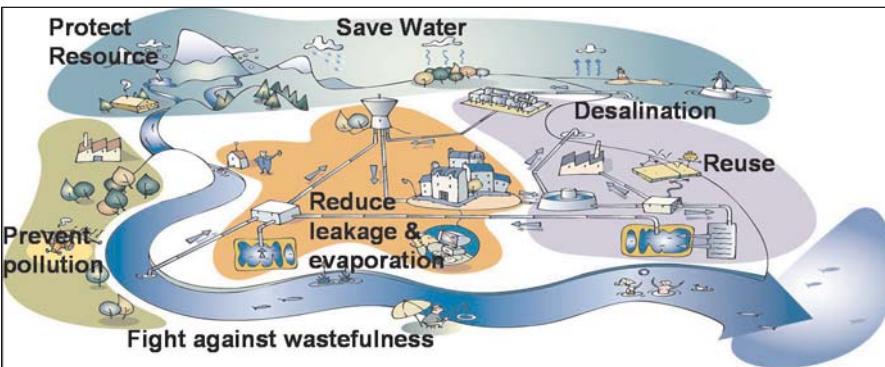 Protect
Resource
Save Water
Desalination
Reuse
Reduce
leakage &
evaporation
Prevent
pollution
Fight against wastefulness